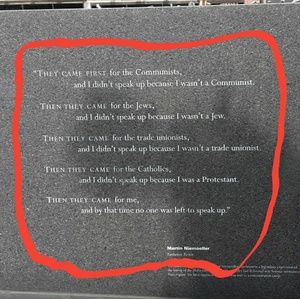 "THEY CAME FIRST for the Communists,
and I didn't speak up because I wasn't a Communist.
THEN THEY CAME for the Jews,
and I didn't speak up because I wasn't a Jew.
THEN THEY CAME for the trade unionists,
and I didn't speak up because I wasn't a trade unionist.
THEN THEY CAME for the Catholics,
and I didn't speak up because I was a Protestant.
THEN THEY CAME for me,
and by that time no one was left to speak up."
Martin Niemoeller